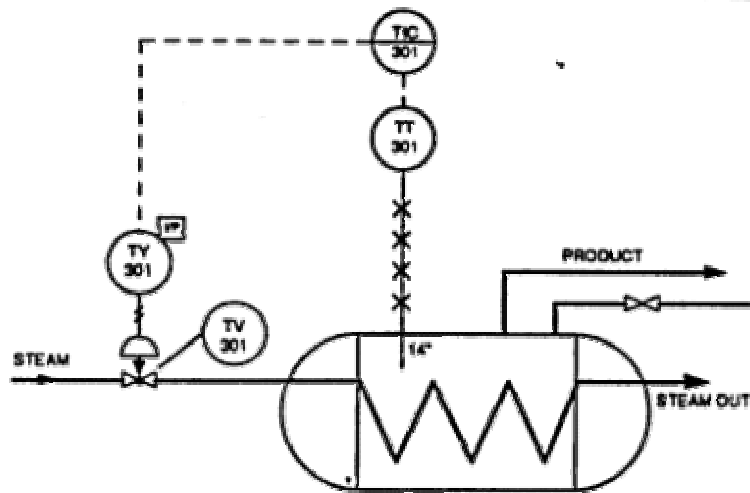 TIC
301
TT
301
I/P
TY
301
PRODUCT
TV
301
STEAM
14"
STEAM OUT